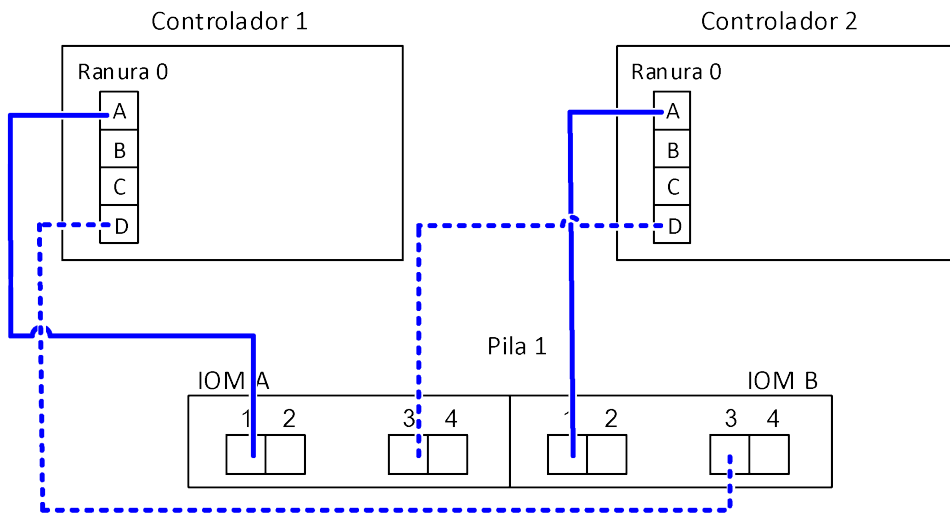 Controlador 1
Controlador 2
Ranura 0
A
B
C
D
Ranura 0
A
B
C
D
Pila 1
IOM A
IOM B
1 2 3 4
1 2 3 4